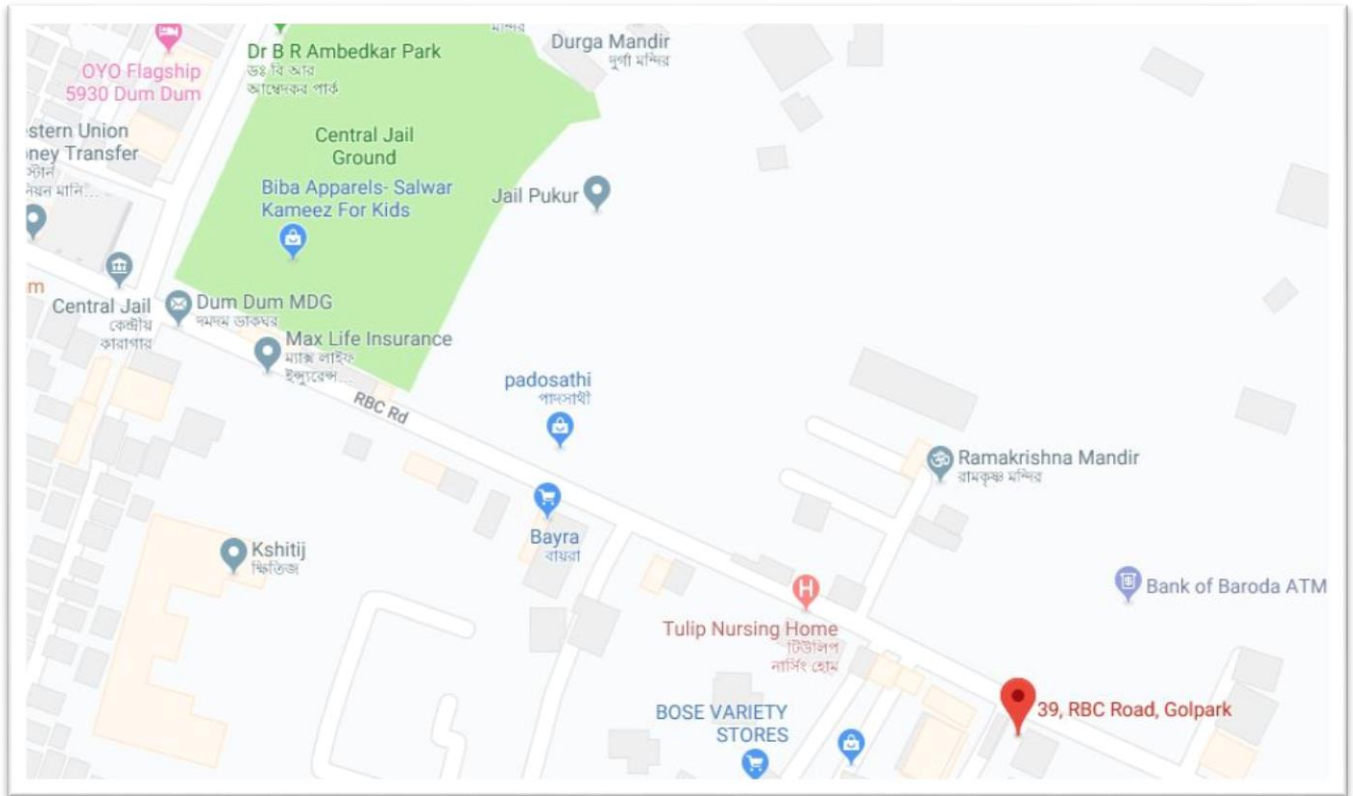 মন্দির
Durga Mandir
দুর্গা মন্দির
Dr B R Ambedkar Park
ডঃ বি আর
আম্বেদকর পার্ক
OYO Flagship
5930 Dum Dum
stern Union
ney Transfer
স্টার্ন
নিয়ন মানি...
Central Jail
Ground
Biba Apparels- Salwar
Kameez For Kids
Jail Pukur
m
Central Jail
কেন্দ্রীয়
কারাগার
Dum Dum MDG
দমদম ডাকঘর
Max Life Insurance
ম্যাক্স লাইফ
ইন্স্যুরেন্স...
RBC Rd
padosathi
পাদসাথী
Ramakrishna Mandir
রামকৃষ্ণ মন্দির
Bayra
বায়রা
Kshitij
ক্ষিতিজ
Bank of Baroda ATM
Tulip Nursing Home
টিউলিপ
নার্সিং হোম
39, RBC Road, Golpark
BOSE VARIETY
STORES